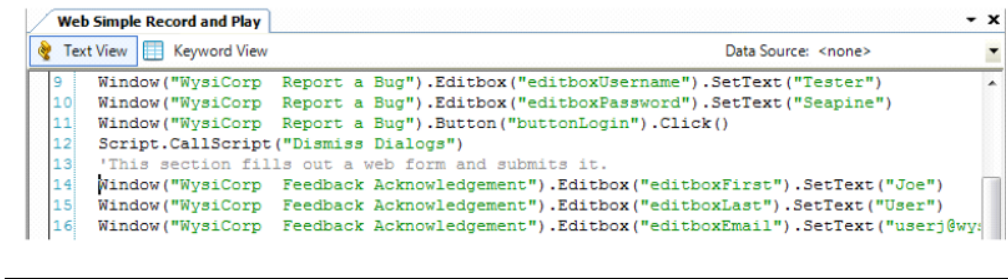 Web Simple Record and Play
Text View Keyword View Data Source: <none>
9 Window("WysiCorp  Report a Bug").Editbox("editboxUsername").SetText("Tester")
10 Window("WysiCorp  Report a Bug").Editbox("editboxPassword").SetText("Seapine")
11 Window("WysiCorp  Report a Bug").Button("buttonLogin").Click()
12 Script.CallScript("Dismiss Dialogs")
13 'This section fills out a web form and submits it.
14 Window("WysiCorp  Feedback Acknowledgement").Editbox("editboxFirst").SetText("Joe")
15 Window("WysiCorp  Feedback Acknowledgement").Editbox("editboxLast").SetText("User")
16 Window("WysiCorp  Feedback Acknowledgement").Editbox("editboxEmail").SetText("userj@wy